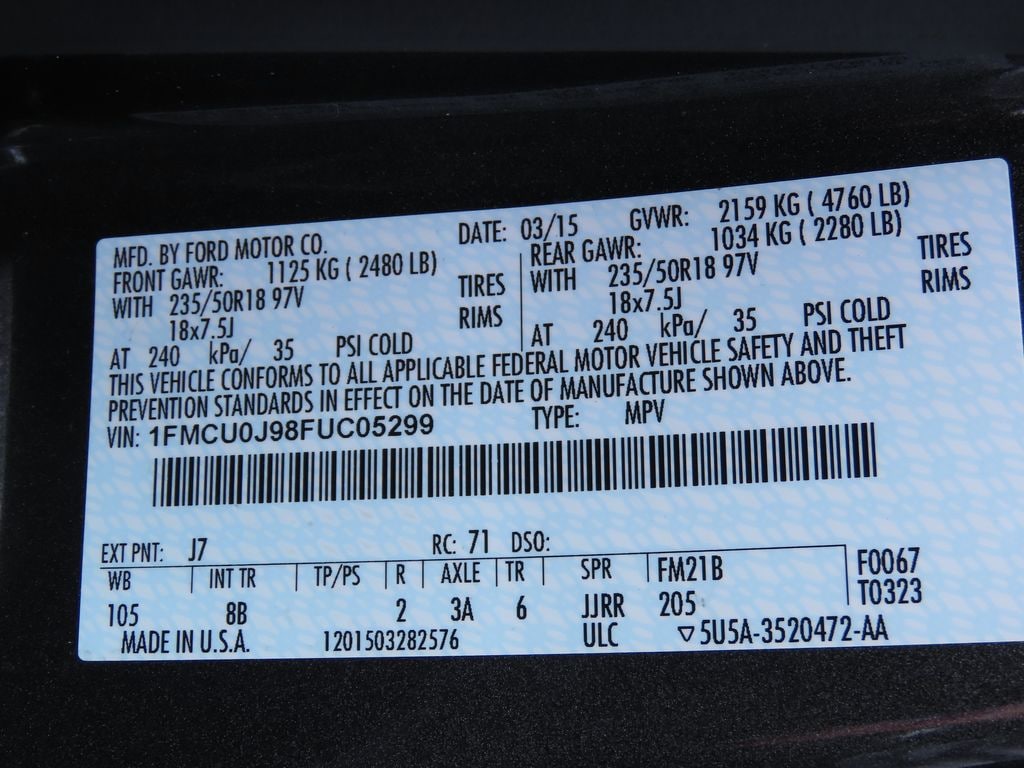 MFD. BY FORD MOTOR CO. DATE: 03/15 GVWR: 2159 KG ( 4760 LB)
FRONT GAWR: 1125 KG ( 2480 LB) REAR GAWR: 1034 KG ( 2280 LB)
WITH 235/50R18 97V TIRES WITH 235/50R18 97V TIRES
18x7.5J RIMS 18x7.5J RIMS
AT 240 kPa/ 35 PSI COLD AT 240 kPa/ 35 PSI COLD
THIS VEHICLE CONFORMS TO ALL APPLICABLE FEDERAL MOTOR VEHICLE SAFETY AND THEFT
PREVENTION STANDARDS IN EFFECT ON THE DATE OF MANUFACTURE SHOWN ABOVE.
VIN: 1FMCU0J98FUC05299 TYPE: MPV
EXT PNT: J7 RC: 71 DSO:
WB INT TR TP/PS R AXLE TR SPR FM21B F0067
105 8B 2 3A 6 JJRR 205 T0323
MADE IN U.S.A. 1201503282576 ULC ▽5U5A-3520472-AA